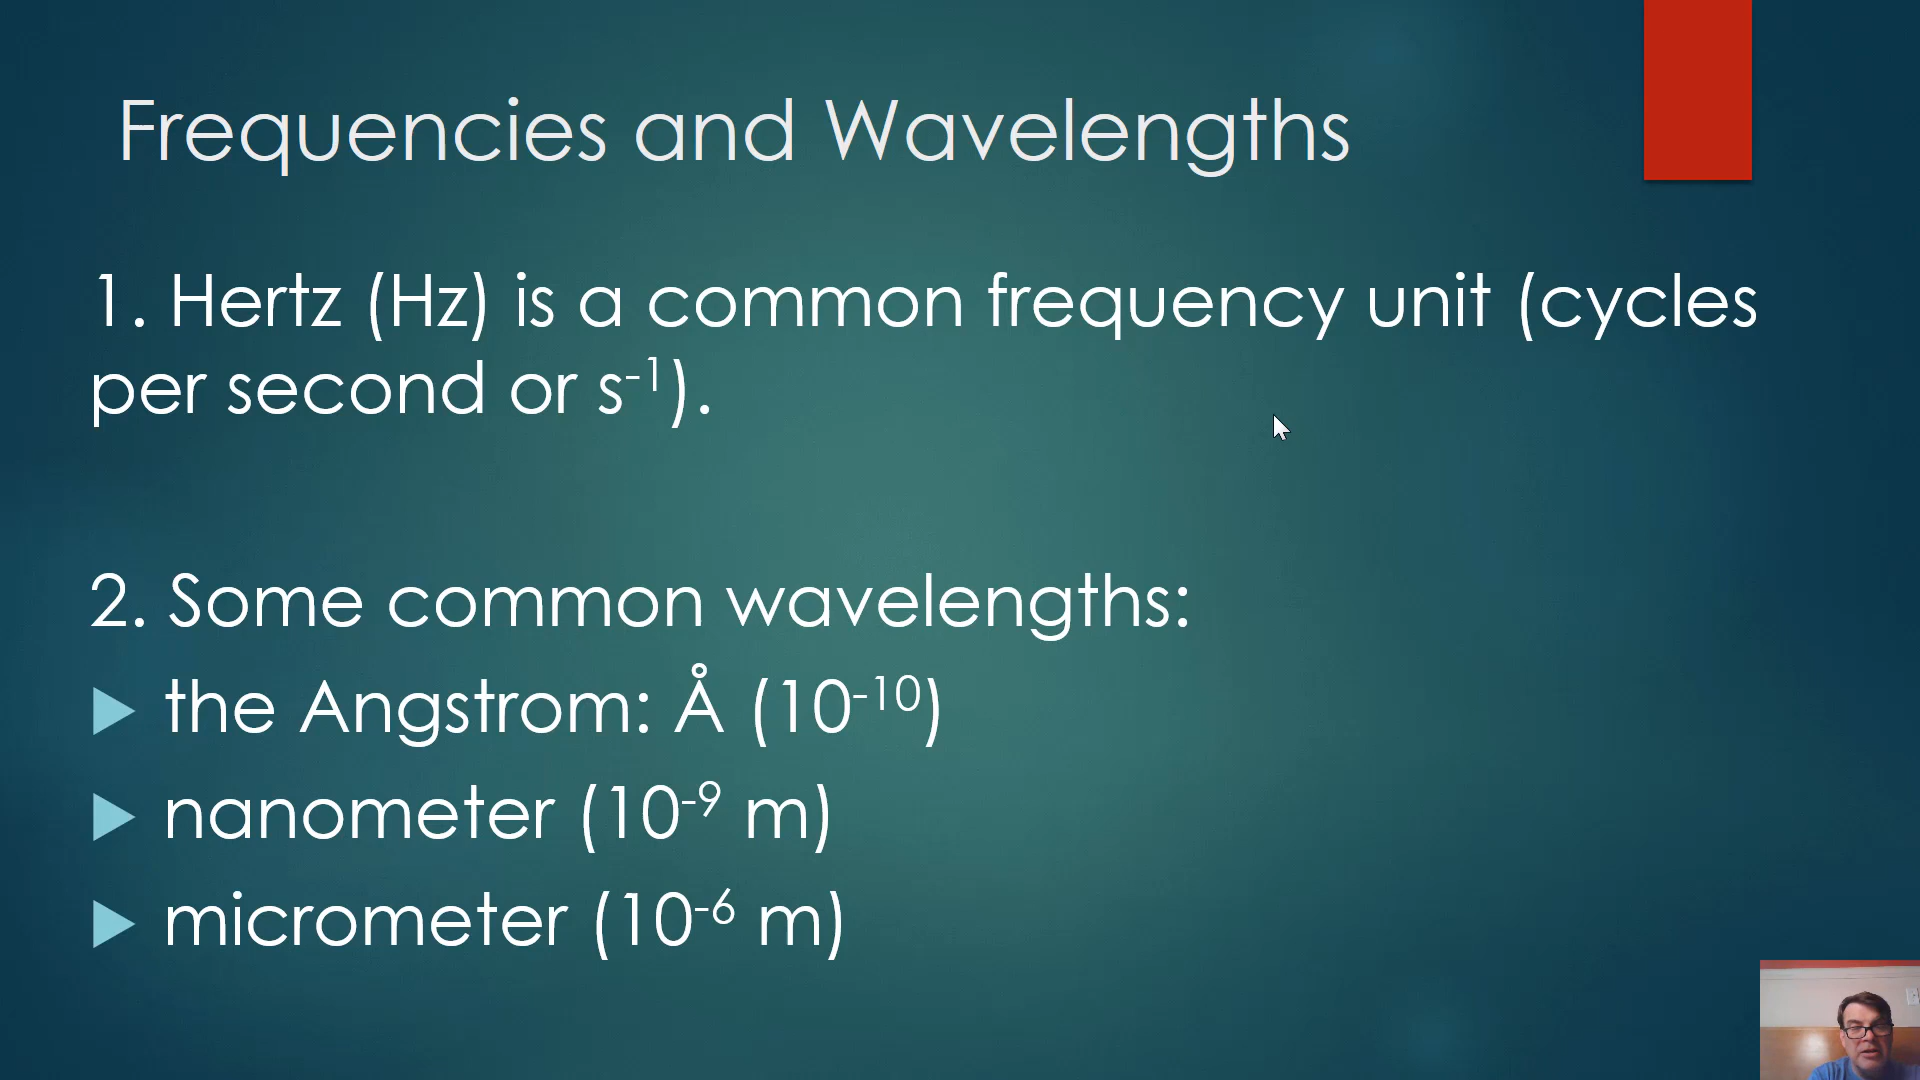 Frequencies and Wavelengths
1. Hertz (Hz) is a common frequency unit (cycles
per second or s⁻¹).
2. Some common wavelengths:
the Angstrom: Å (10⁻¹⁰)
nanometer (10⁻⁹ m)
micrometer (10⁻⁶ m)